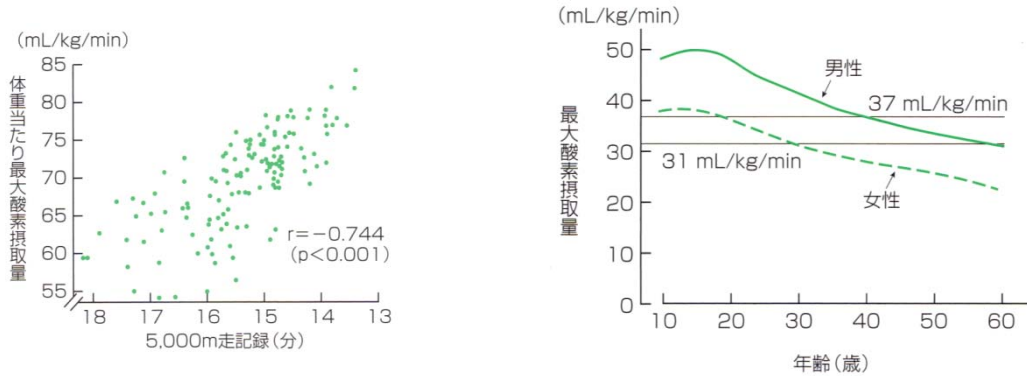 (mL/kg/min)
体重当たり最大酸素摂取量
85
80
75
70
65
60
55
r=−0.744
(p<0.001)
18 17 16 15 14 13
5,000m走記録(分)
(mL/kg/min)
最大酸素摂取量
50
40
30
20
10
0
男性
37 mL/kg/min
31 mL/kg/min
女性
10 20 30 40 50 60
年齢(歳)